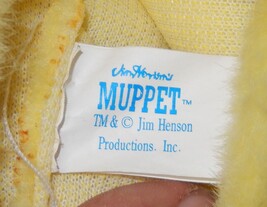 Jim Henson's
MUPPET™
TM & © Jim Henson
Productions, Inc.